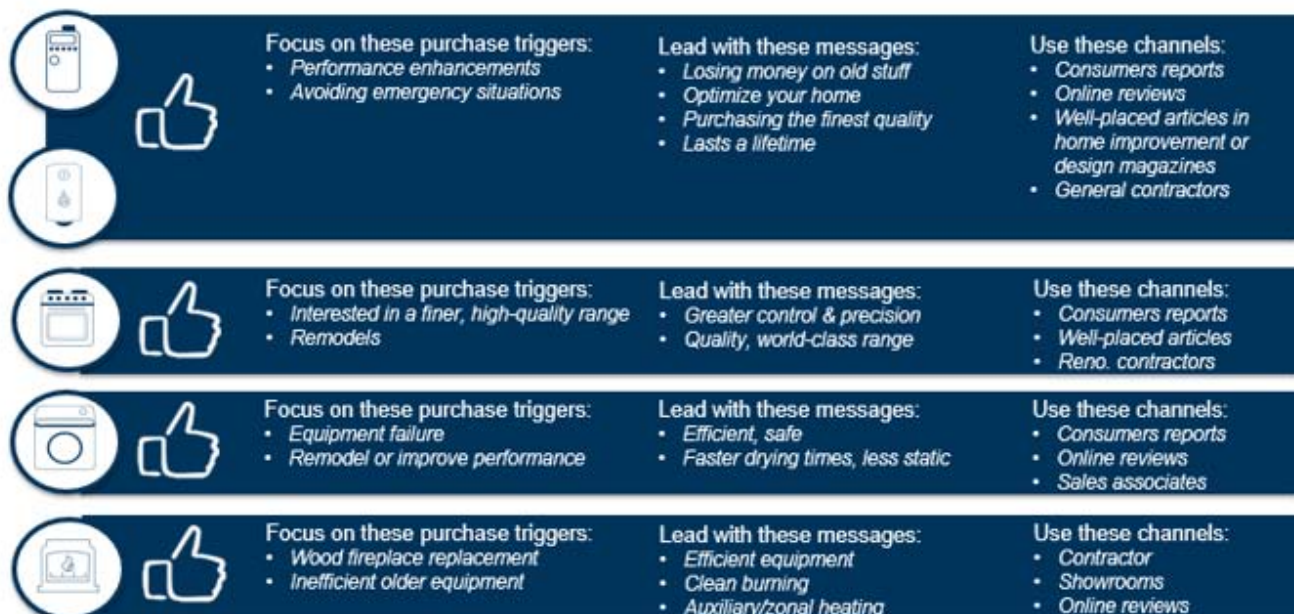 Focus on these purchase triggers:
• Performance enhancements
• Avoiding emergency situations
Lead with these messages:
• Losing money on old stuff
• Optimize your home
• Purchasing the finest quality
• Lasts a lifetime
Use these channels:
• Consumers reports
• Online reviews
• Well-placed articles in
home improvement or
design magazines
• General contractors
Focus on these purchase triggers:
• Interested in a finer, high-quality range
• Remodels
Lead with these messages:
• Greater control & precision
• Quality, world-class range
Use these channels:
• Consumers reports
• Well-placed articles
• Reno. contractors
Focus on these purchase triggers:
• Equipment failure
• Remodel or improve performance
Lead with these messages:
• Efficient, safe
• Faster drying times, less static
Use these channels:
• Consumers reports
• Online reviews
• Sales associates
Focus on these purchase triggers:
• Wood fireplace replacement
• Inefficient older equipment
Lead with these messages:
• Efficient equipment
• Clean burning
• Auxiliary/zonal heating
Use these channels:
• Contractor
• Showrooms
• Online reviews